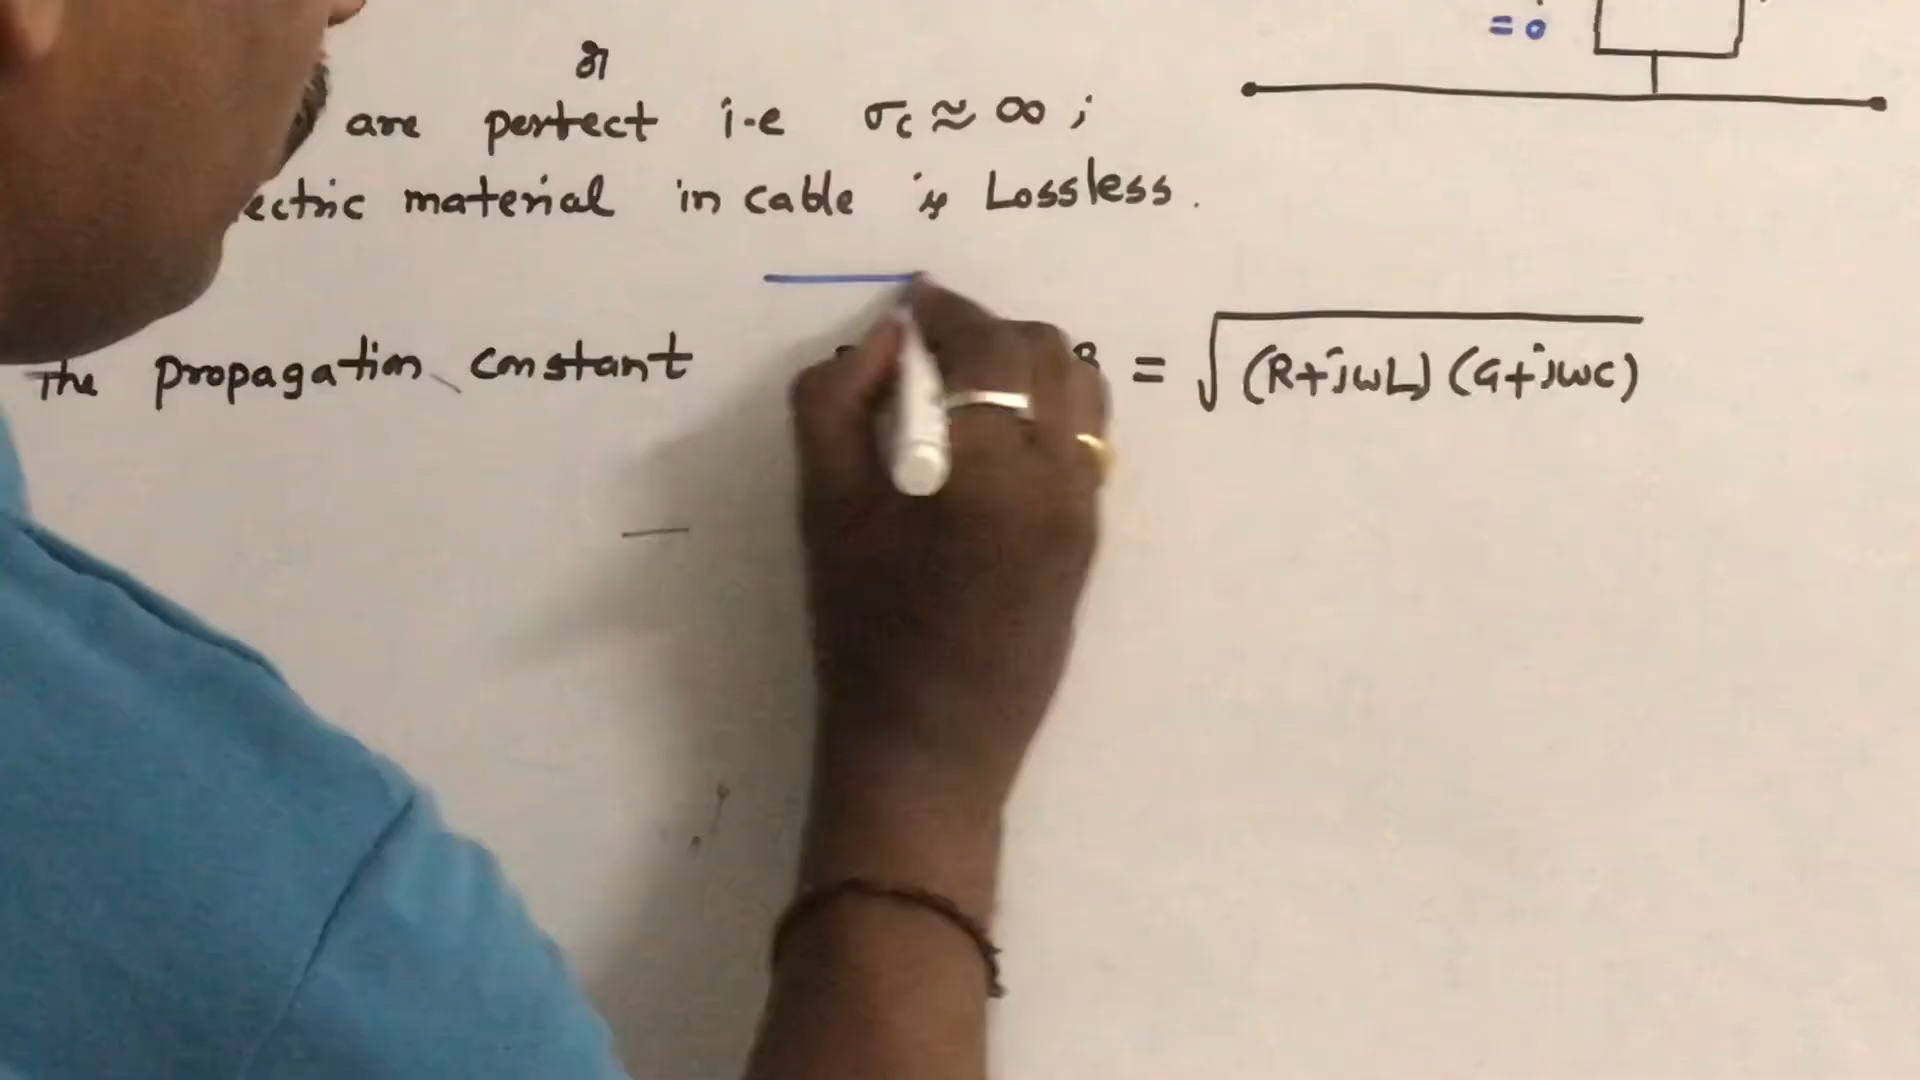 = 0
are perfect i.e σc ≈ ∞ ;
ectric material in cable is Lossless.
The propagation constant = √(R+jωL) (G+jωC)